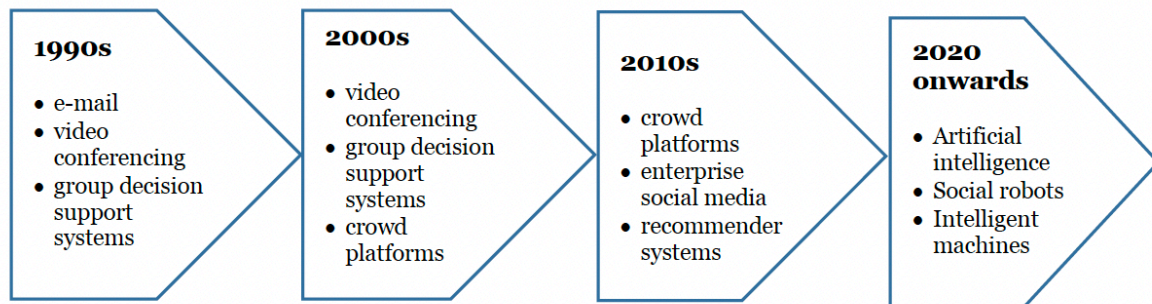 1990s
• e-mail
• video
conferencing
• group decision
support
systems
2000s
• video
conferencing
• group decision
support
systems
• crowd
platforms
2010s
• crowd
platforms
• enterprise
social media
• recommender
systems
2020
onwards
• Artificial
intelligence
• Social robots
• Intelligent
machines